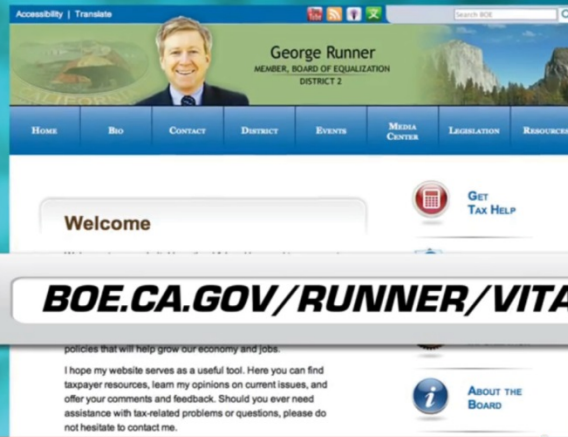 Accessibility | Translate
Search BOE
George Runner
MEMBER, BOARD OF EQUALIZATION
DISTRICT 2
CALIFORNIA
HOME BIO CONTACT DISTRICT EVENTS MEDIA CENTER LEGISLATION RESOURCES
GET
TAX HELP
Welcome
BOE.CA.GOV/RUNNER/VITA
policies that will help grow our economy and jobs.
I hope my website serves as a useful tool. Here you can find
taxpayer resources, learn my opinions on current issues, and
offer your comments and feedback. Should you ever need
assistance with tax-related problems or questions, please do
not hesitate to contact me.
ABOUT THE
BOARD